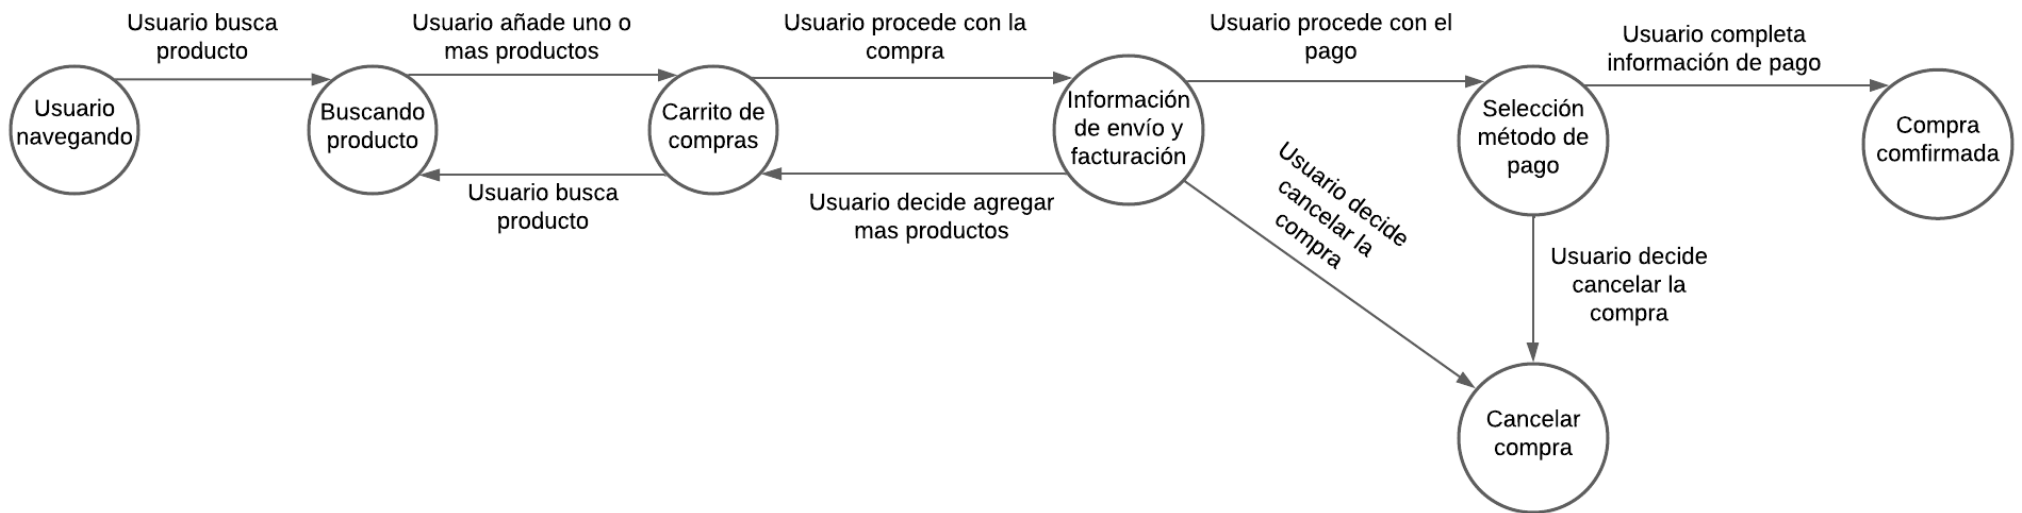 Usuario busca
producto
Usuario añade uno o
mas productos
Usuario procede con la
compra
Usuario procede con el
pago
Usuario completa
información de pago
Usuario
navegando
Buscando
producto
Carrito de
compras
Información
de envío y
facturación
Selección
método de
pago
Compra
comfirmada
Usuario busca
producto
Usuario decide agregar
mas productos
Usuario decide
cancelar la
compra
Usuario decide
cancelar la
compra
Cancelar
compra